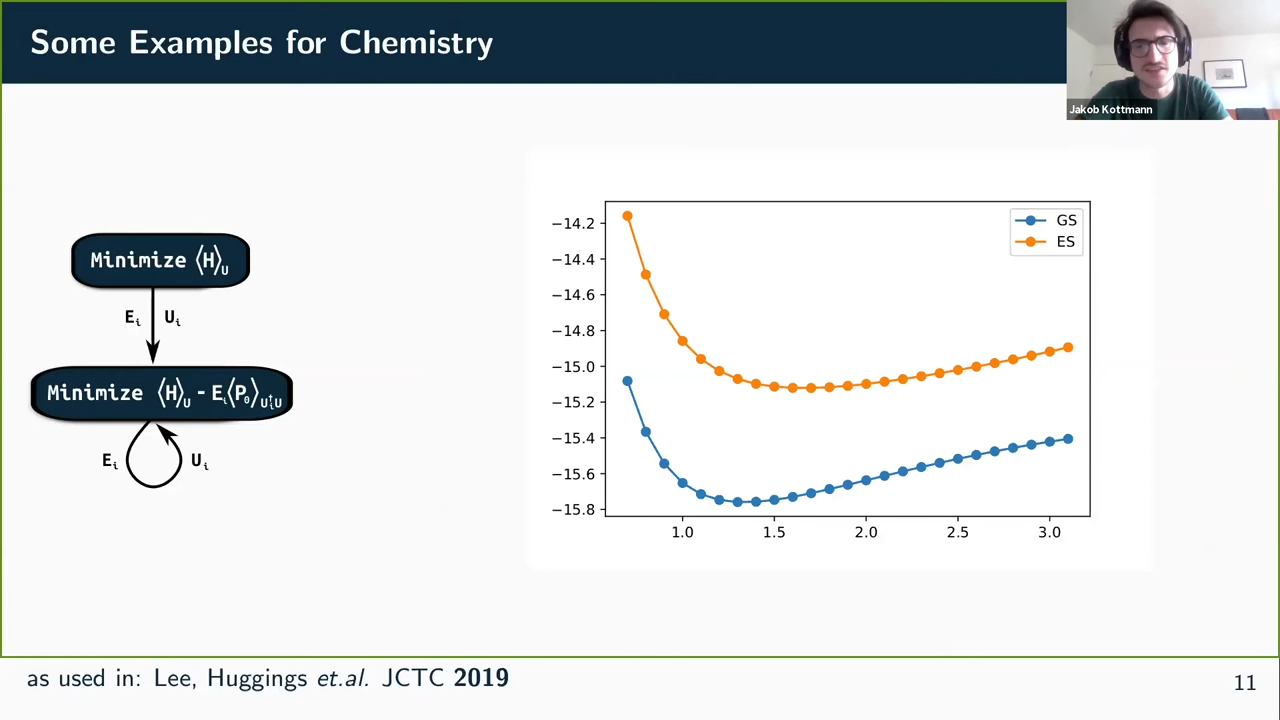 Some Examples for Chemistry
Jakob Kottmann
Minimize ⟨H⟩U
Ei Ui
Minimize ⟨H⟩U - Ei⟨P0⟩Ui†U
Ei Ui
GS
ES
−14.2
−14.4
−14.6
−14.8
−15.0
−15.2
−15.4
−15.6
−15.8
1.0 1.5 2.0 2.5 3.0
as used in: Lee, Huggings et.al. JCTC 2019
11